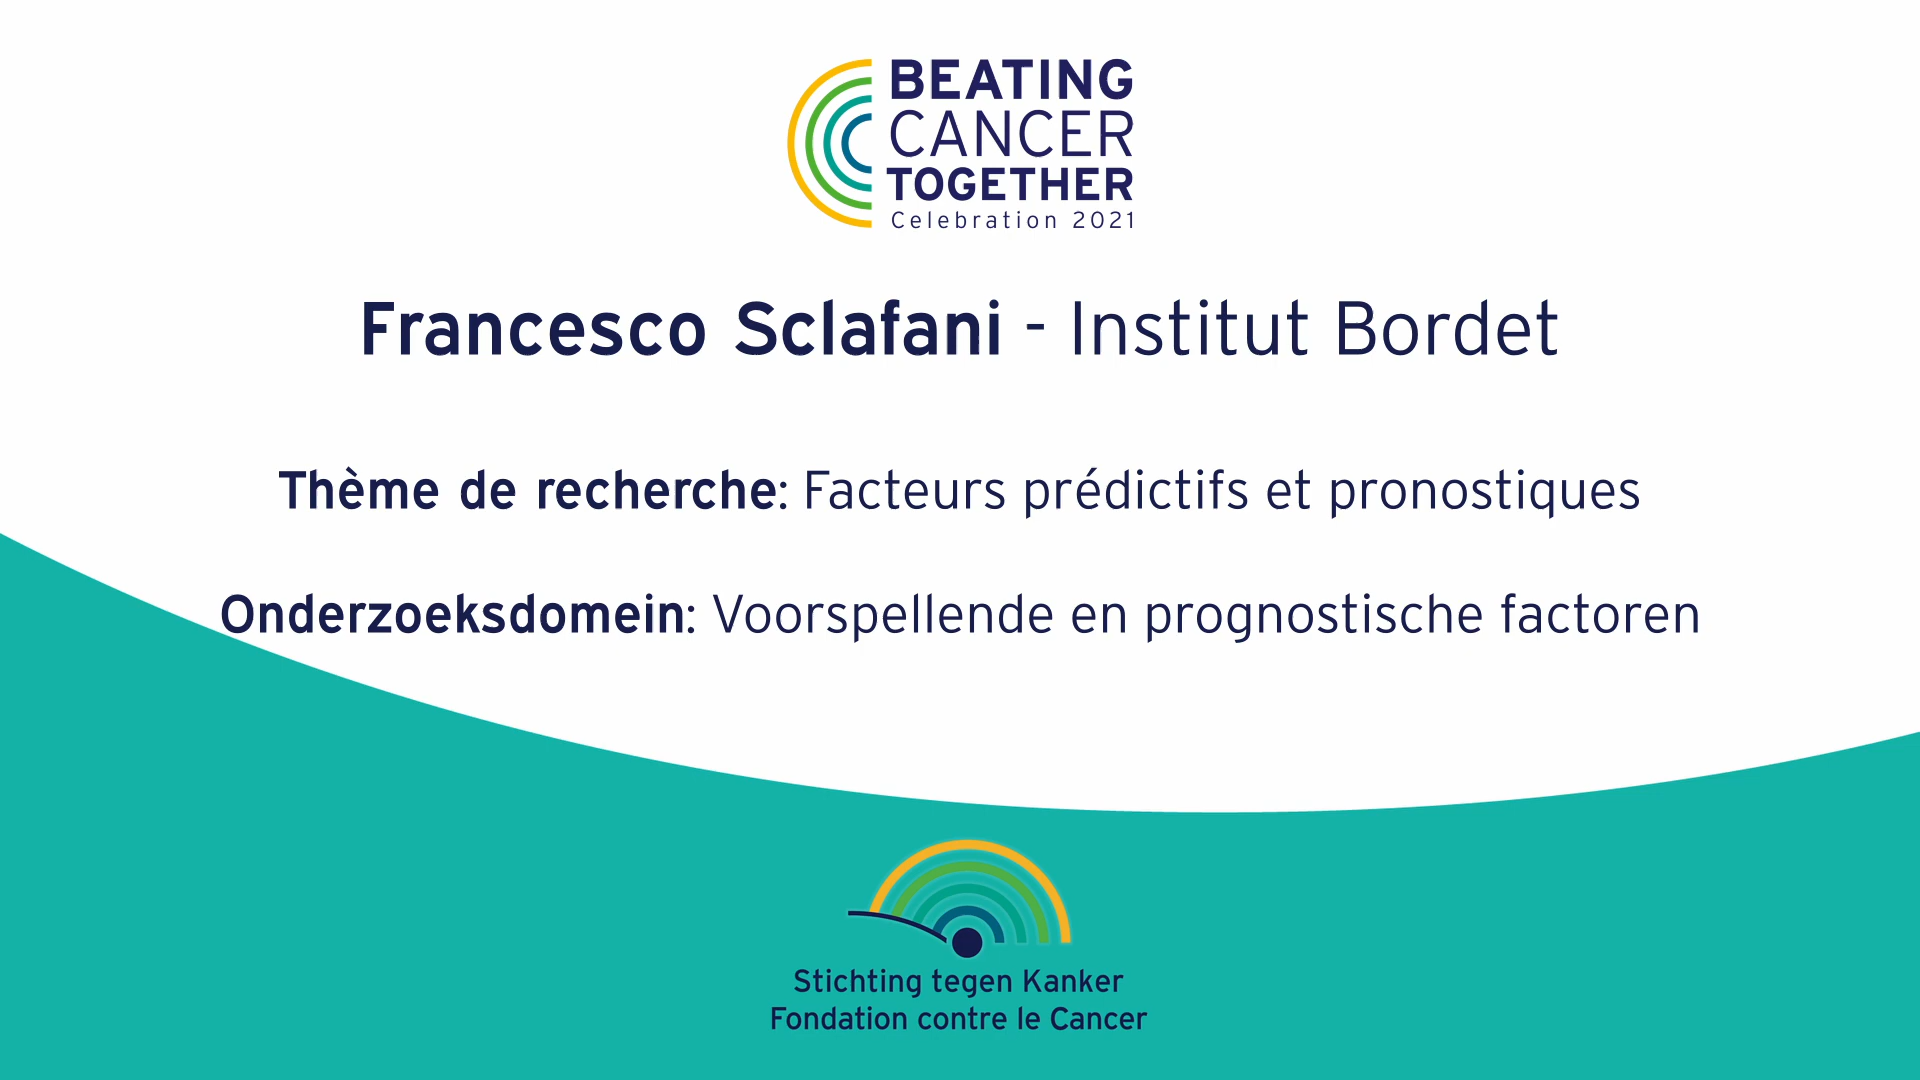 BEATING
CANCER
TOGETHER
Celebration 2021
Francesco Sclafani - Institut Bordet
Thème de recherche: Facteurs prédictifs et pronostiques
Onderzoeksdomein: Voorspellende en prognostische factoren
Stichting tegen Kanker
Fondation contre le Cancer